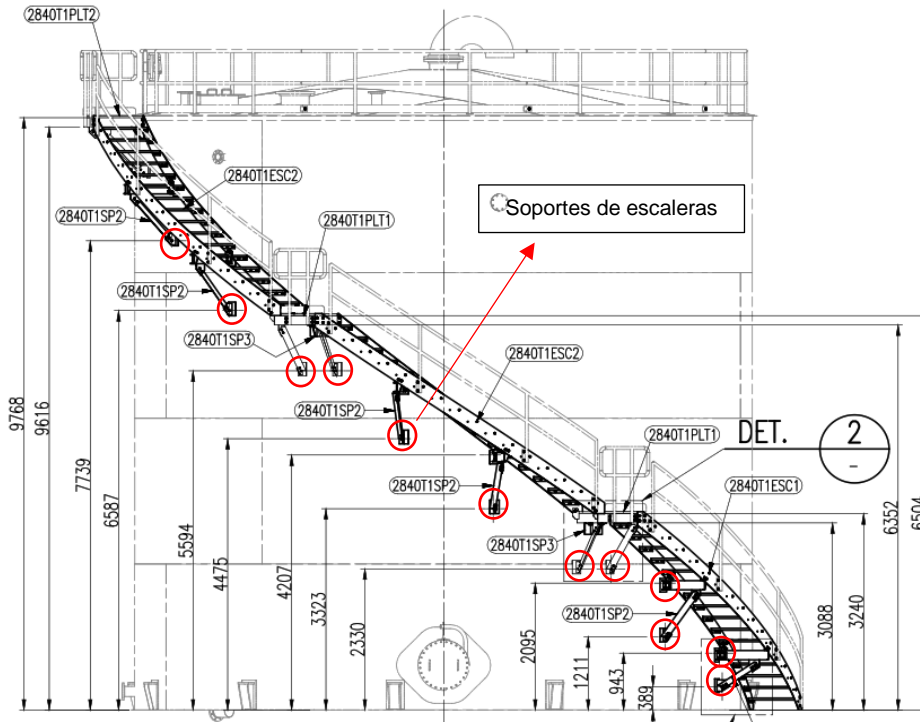 2840T1PLT2
2840T1ESC2
Soportes de escaleras
2840T1SP2
2840T1PLT1
2840T1SP2
2840T1SP3
2840T1ESC2
2840T1SP2
2840T1PLT1
DET.
2
-
2840T1SP2
2840T1ESC1
2840T1SP3
2840T1SP2
9768
9616
7739
6587
5594
4475
4207
3323
2330
2095
1211
943
389
3088
3240
6352
6504